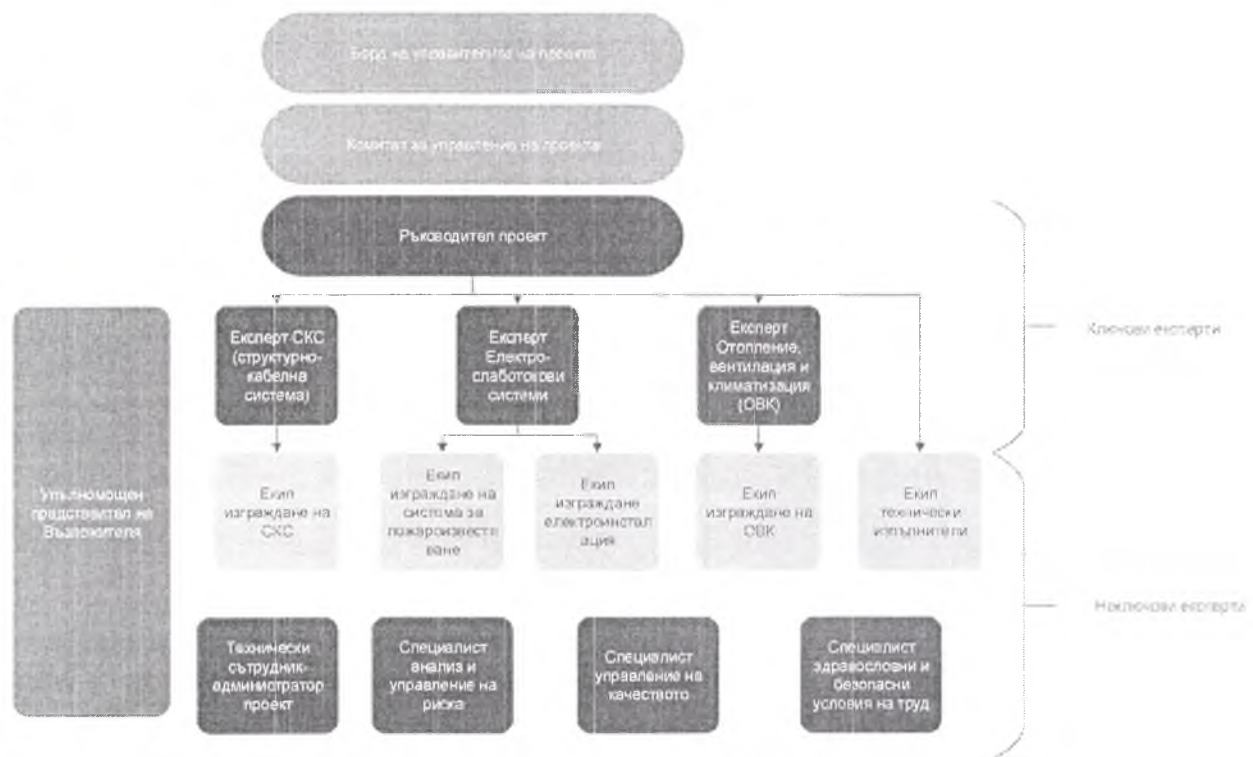 Борд на управителите на проекта
Комитет за управление на проекта
Ръководител проект
Експерт СКС
(структурно-
кабелна
система)
Експерт
Електро-
слаботокови
системи
Експерт
Отопление,
вентилация и
климатизация
(ОВК)
Ключови експерти
Упълномощен
представител на
Възложителя
Екип
изграждане на
СКС
Екип
изграждане на
система за
пожароизвестя
ване
Екип
изграждане
електроинстал
ация
Екип
изграждане на
ОВК
Екип
технически
изпълнители
Неключови експерти
Технически
сътрудник-
администратор
проект
Специалист
анализ и
управление на
риска
Специалист
управление на
качеството
Специалист
здравословни и
безопасни
условия на труд